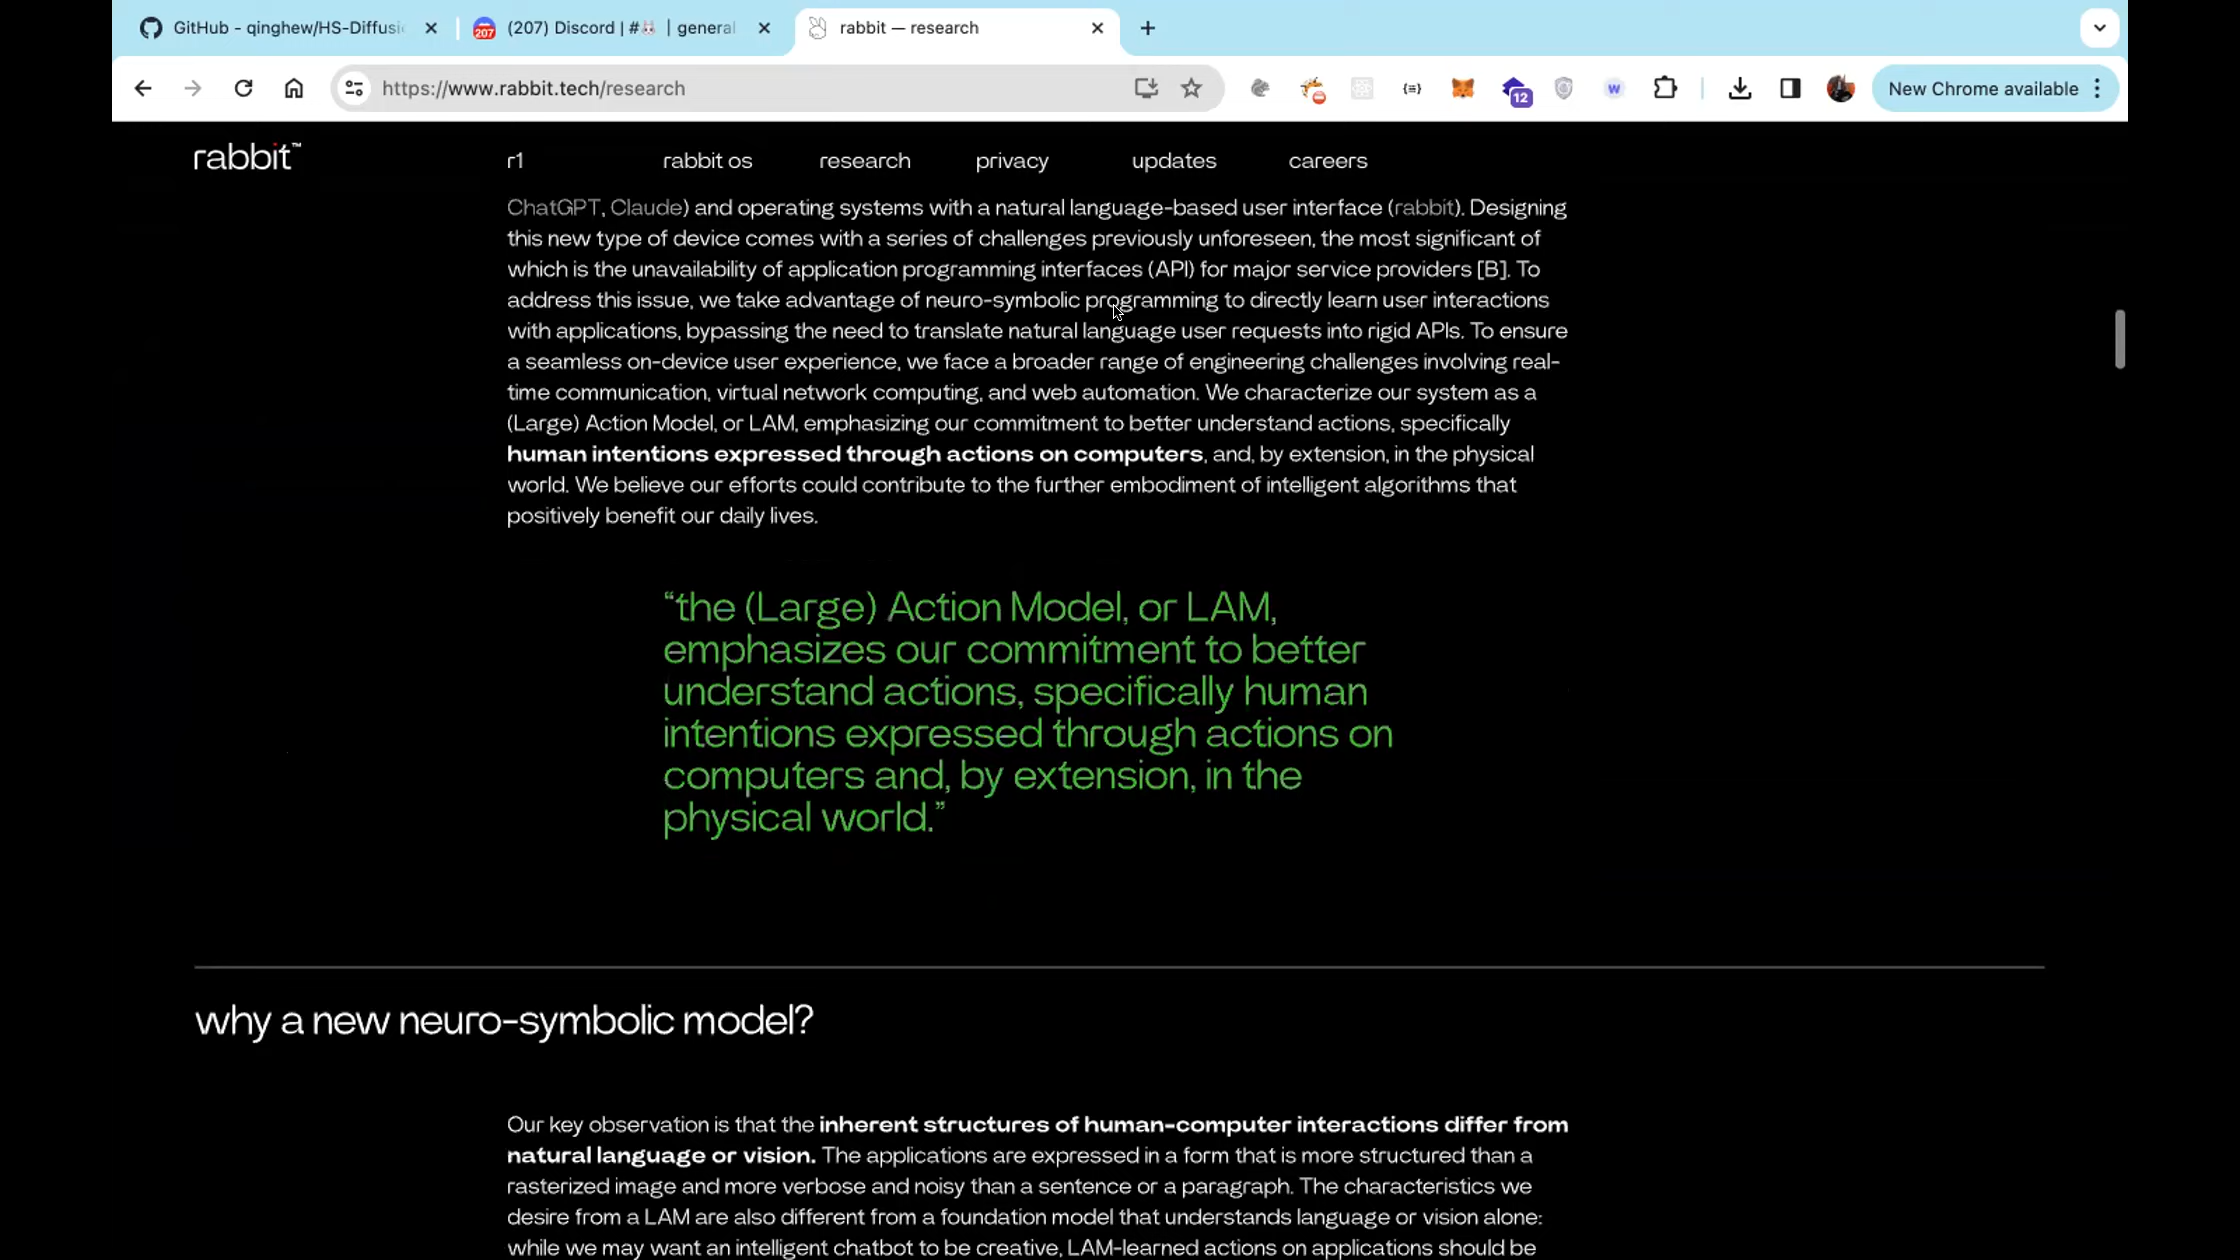 GitHub - qinghew/HS-Diffusi
(207) Discord | # | general
rabbit — research
https://www.rabbit.tech/research
12
New Chrome available
rabbit™
r1
rabbit os
research
privacy
updates
careers
ChatGPT, Claude) and operating systems with a natural language-based user interface (rabbit). Designing
this new type of device comes with a series of challenges previously unforeseen, the most significant of
which is the unavailability of application programming interfaces (API) for major service providers [B]. To
address this issue, we take advantage of neuro-symbolic programming to directly learn user interactions
with applications, bypassing the need to translate natural language user requests into rigid APIs. To ensure
a seamless on-device user experience, we face a broader range of engineering challenges involving real-
time communication, virtual network computing, and web automation. We characterize our system as a
(Large) Action Model, or LAM, emphasizing our commitment to better understand actions, specifically
human intentions expressed through actions on computers, and, by extension, in the physical
world. We believe our efforts could contribute to the further embodiment of intelligent algorithms that
positively benefit our daily lives.
“the (Large) Action Model, or LAM,
emphasizes our commitment to better
understand actions, specifically human
intentions expressed through actions on
computers and, by extension, in the
physical world.”
why a new neuro-symbolic model?
Our key observation is that the inherent structures of human-computer interactions differ from
natural language or vision. The applications are expressed in a form that is more structured than a
rasterized image and more verbose and noisy than a sentence or a paragraph. The characteristics we
desire from a LAM are also different from a foundation model that understands language or vision alone:
while we may want an intelligent chatbot to be creative, LAM-learned actions on applications should be